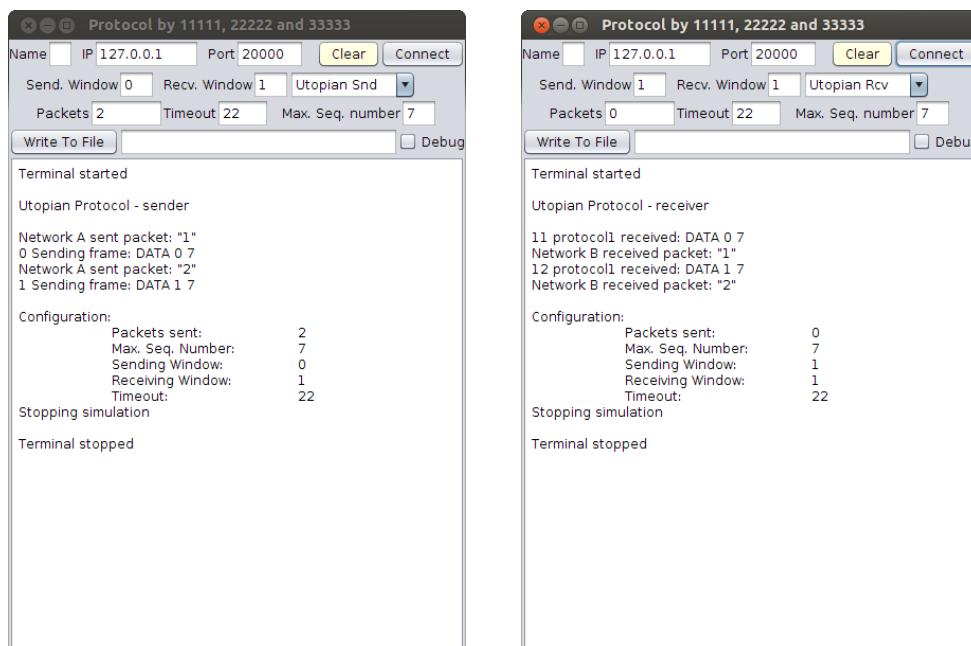 Protocol by 11111, 22222 and 33333
Name IP 127.0.0.1 Port 20000 Clear Connect
Send. Window 0 Recv. Window 1 Utopian Snd
Packets 2 Timeout 22 Max. Seq. number 7
Write To File Debug
Terminal started
Utopian Protocol - sender
Network A sent packet: "1"
0 Sending frame: DATA 0 7
Network A sent packet: "2"
1 Sending frame: DATA 1 7
Configuration:
Packets sent: 2
Max. Seq. Number: 7
Sending Window: 0
Receiving Window: 1
Timeout: 22
Stopping simulation
Terminal stopped
Protocol by 11111, 22222 and 33333
Name IP 127.0.0.1 Port 20000 Clear Connect
Send. Window 1 Recv. Window 1 Utopian Rcv
Packets 0 Timeout 22 Max. Seq. number 7
Write To File Debu
Terminal started
Utopian Protocol - receiver
11 protocol1 received: DATA 0 7
Network B received packet: "1"
12 protocol1 received: DATA 1 7
Network B received packet: "2"
Configuration:
Packets sent: 0
Max. Seq. Number: 7
Sending Window: 1
Receiving Window: 1
Timeout: 22
Stopping simulation
Terminal stopped